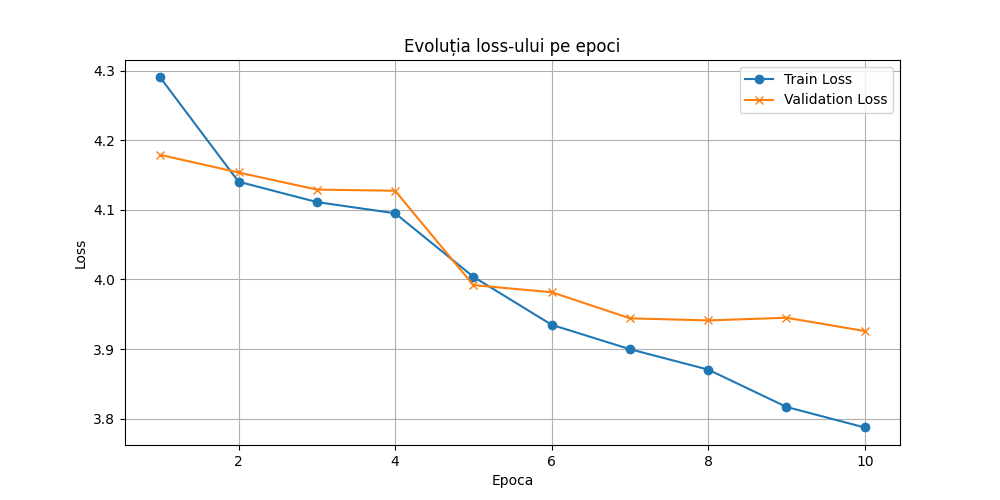 Evoluția loss-ului pe epoci
Train Loss
Validation Loss
4.3
4.2
4.1
4.0
3.9
3.8
Loss
2 4 6 8 10
Epoca